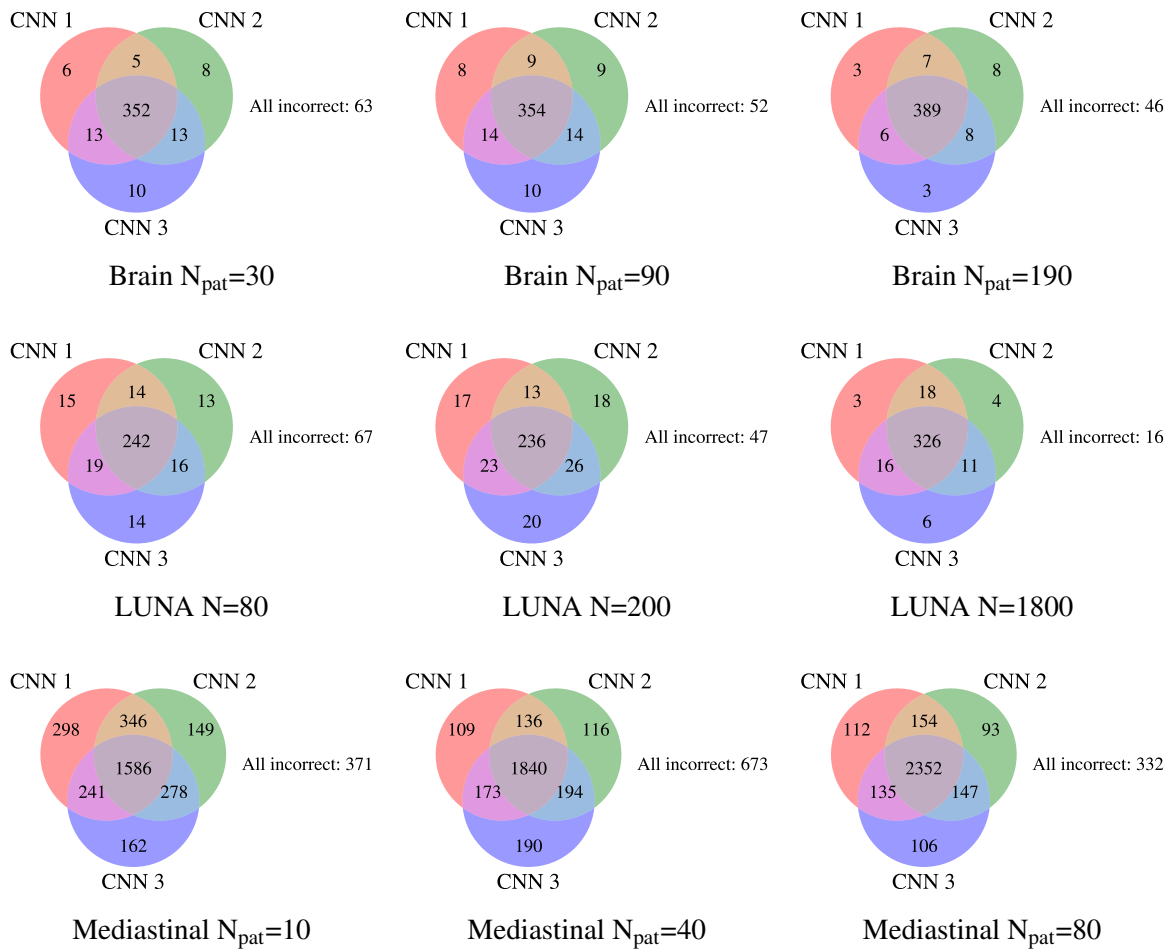 CNN 1 CNN 2 CNN 1 CNN 2 CNN 1 CNN 2
5 9 7
6 8 8 9 3 8
352 All incorrect: 63 354 All incorrect: 52 389 All incorrect: 46
13 13 14 14 6 8
10 10 3
CNN 3 CNN 3 CNN 3
Brain Npat=30 Brain Npat=90 Brain Npat=190
CNN 1 CNN 2 CNN 1 CNN 2 CNN 1 CNN 2
14 13 18
15 13 17 18 3 4
242 All incorrect: 67 236 All incorrect: 47 326 All incorrect: 16
19 16 23 26 16 11
14 20 6
CNN 3 CNN 3 CNN 3
LUNA N=80 LUNA N=200 LUNA N=1800
CNN 1 CNN 2 CNN 1 CNN 2 CNN 1 CNN 2
346 136 154
298 149 109 116 112 93
1586 All incorrect: 371 1840 All incorrect: 673 2352 All incorrect: 332
241 278 173 194 135 147
162 190 106
CNN 3 CNN 3 CNN 3
Mediastinal Npat=10 Mediastinal Npat=40 Mediastinal Npat=80